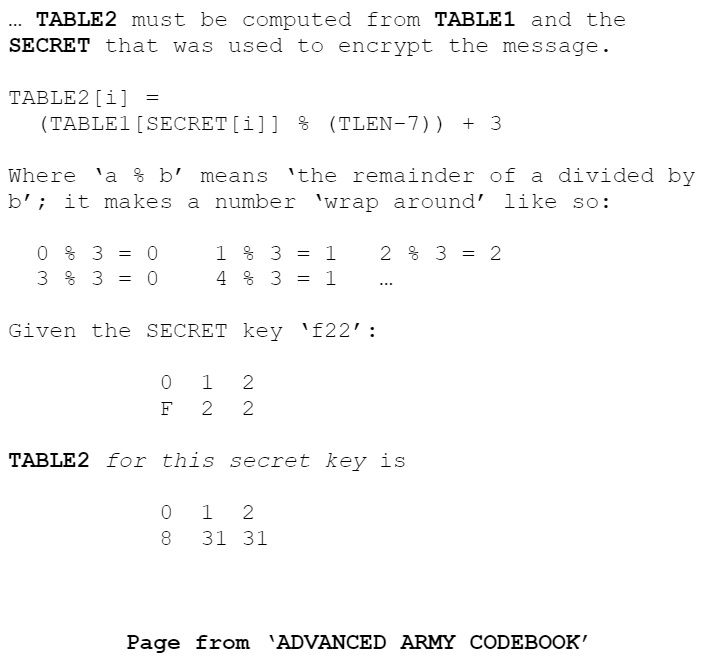 … TABLE2 must be computed from TABLE1 and the
SECRET that was used to encrypt the message.
TABLE2[i] =
(TABLE1[SECRET[i]] % (TLEN-7)) + 3
Where ‘a % b’ means ‘the remainder of a divided by
b’; it makes a number ‘wrap around’ like so:
0 % 3 = 0 1 % 3 = 1 2 % 3 = 2
3 % 3 = 0 4 % 3 = 1 …
Given the SECRET key ‘f22’:
0 1 2
F 2 2
TABLE2 for this secret key is
0 1 2
8 31 31
Page from ‘ADVANCED ARMY CODEBOOK’